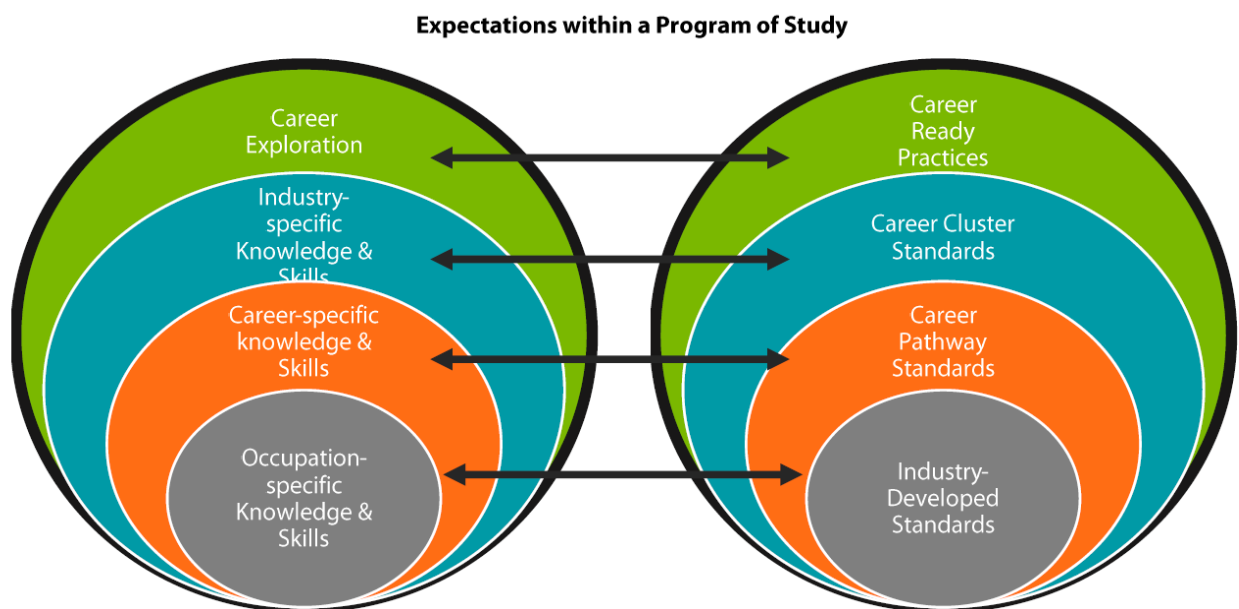 Expectations within a Program of Study
Career
Exploration
Industry-
specific
Knowledge &
Skills
Career-specific
knowledge &
Skills
Occupation-
specific
Knowledge &
Skills
Career
Ready
Practices
Career Cluster
Standards
Career
Pathway
Standards
Industry-
Developed
Standards